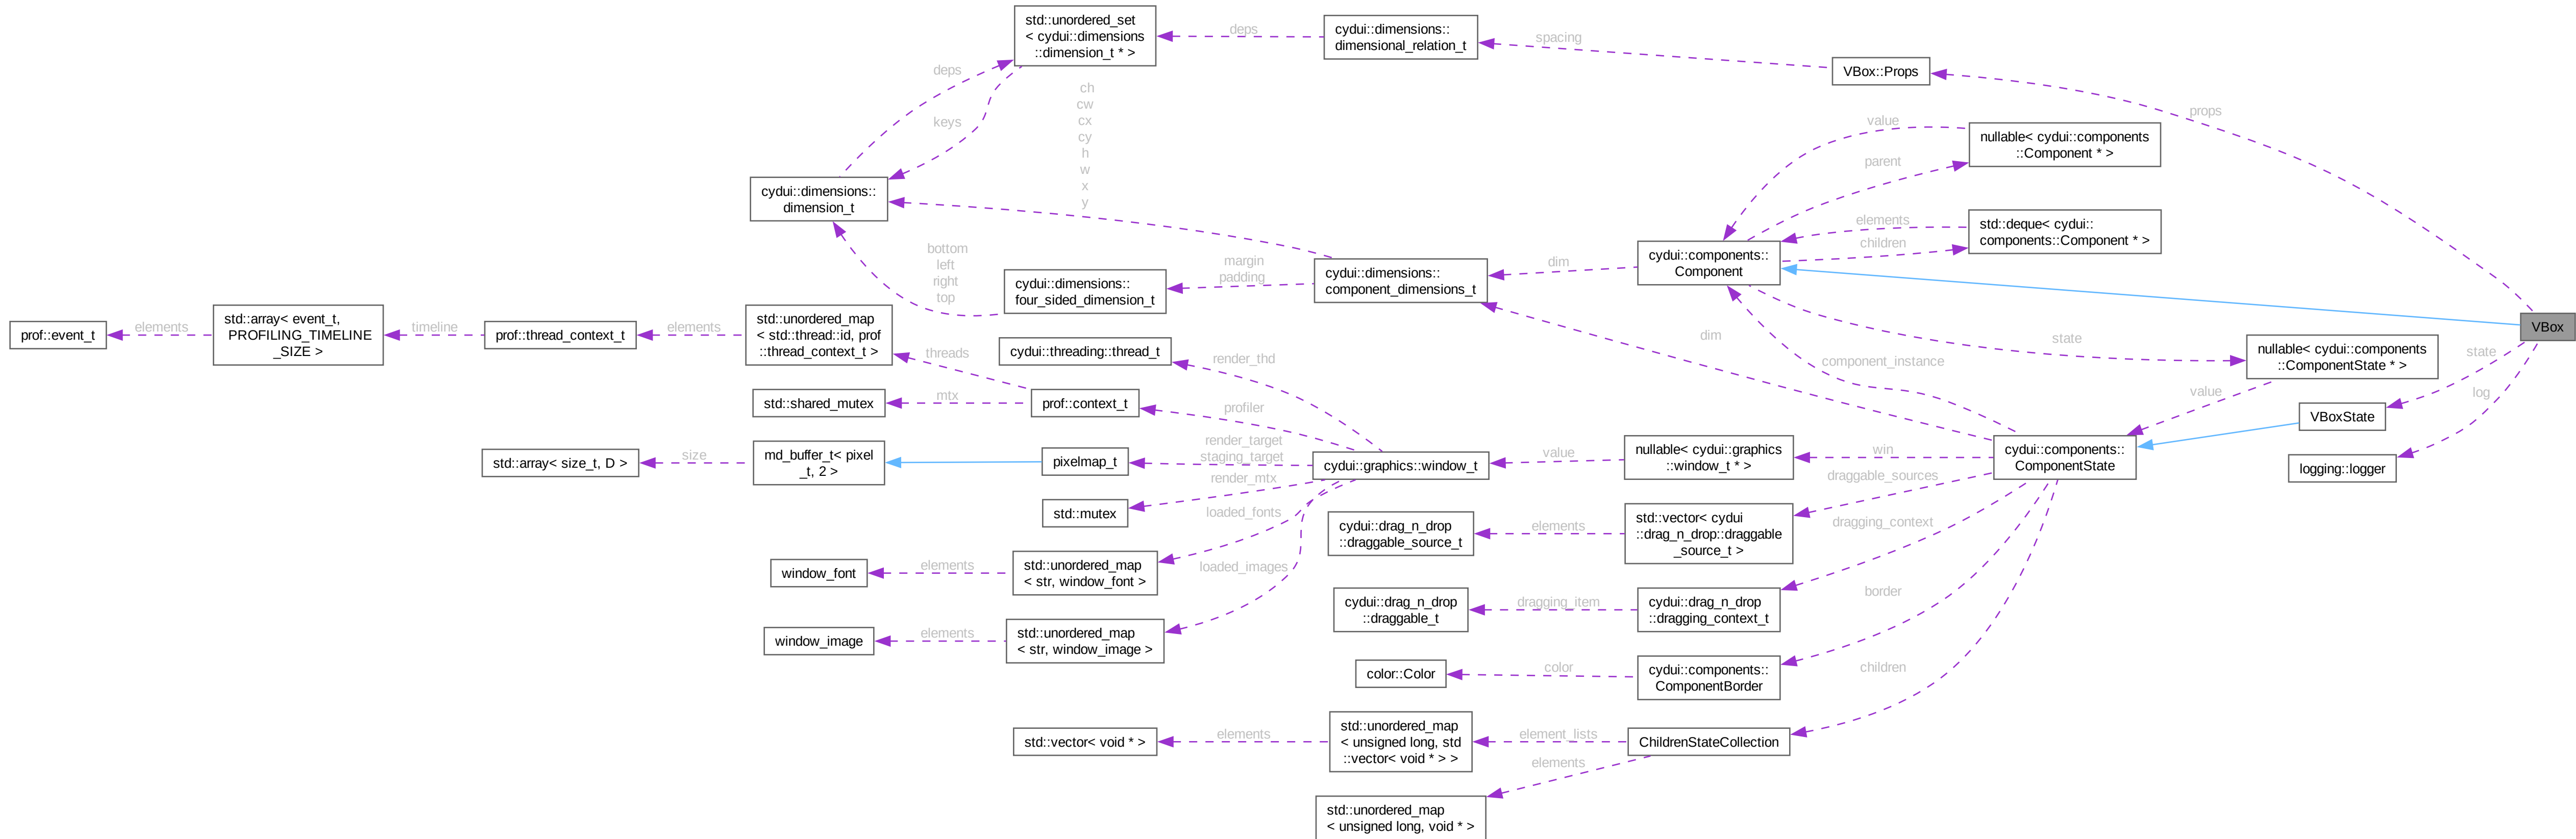 std::unordered_set
< cydui::dimensions
::dimension_t * >
deps
cydui::dimensions::
dimensional_relation_t
spacing
VBox::Props
props
deps
keys
ch
cw
cx
cy
h
w
x
y
value
parent
nullable< cydui::components
::Component * >
cydui::dimensions::
dimension_t
elements
children
std::deque< cydui::
components::Component * >
bottom
left
right
top
cydui::dimensions::
four_sided_dimension_t
margin
padding
cydui::dimensions::
component_dimensions_t
dim
cydui::components::
Component
VBox
prof::event_t
elements
std::array< event_t,
PROFILING_TIMELINE
_SIZE >
timeline
prof::thread_context_t
elements
std::unordered_map
< std::thread::id, prof
::thread_context_t >
threads
cydui::threading::thread_t
render_thd
dim
component_instance
state
nullable< cydui::components
::ComponentState * >
state
value
log
std::shared_mutex
mtx
prof::context_t
profiler
VBoxState
std::array< size_t, D >
size
md_buffer_t< pixel
_t, 2 >
pixelmap_t
render_target
staging_target
cydui::graphics::window_t
value
nullable< cydui::graphics
::window_t * >
win
cydui::components::
ComponentState
logging::logger
render_mtx
std::mutex
draggable_sources
loaded_fonts
cydui::drag_n_drop
::draggable_source_t
elements
std::vector< cydui
::drag_n_drop::draggable
_source_t >
dragging_context
window_font
elements
std::unordered_map
< str, window_font >
loaded_images
cydui::drag_n_drop
::draggable_t
dragging_item
cydui::drag_n_drop
::dragging_context_t
border
window_image
elements
std::unordered_map
< str, window_image >
color::Color
color
cydui::components::
ComponentBorder
children
std::vector< void * >
elements
std::unordered_map
< unsigned long, std
::vector< void * > >
element_lists
ChildrenStateCollection
elements
std::unordered_map
< unsigned long, void * >